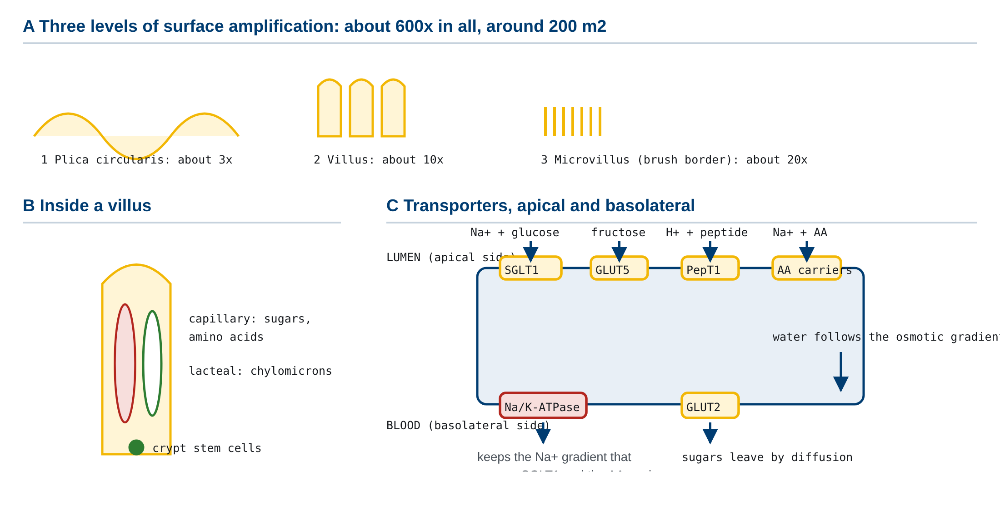 A Three levels of surface amplification: about 600x in all, around 200 m2
1 Plica circularis: about 3x
2 Villus: about 10x
3 Microvillus (brush border): about 20x
B Inside a villus
capillary: sugars,
amino acids
lacteal: chylomicrons
crypt stem cells
C Transporters, apical and basolateral
Na+ + glucose
fructose
H+ + peptide
Na+ + AA
LUMEN (apical side)
SGLT1
GLUT5
PepT1
AA carriers
water follows the osmotic gradient
Na/K-ATPase
GLUT2
BLOOD (basolateral side)
keeps the Na+ gradient that
sugars leave by diffusion